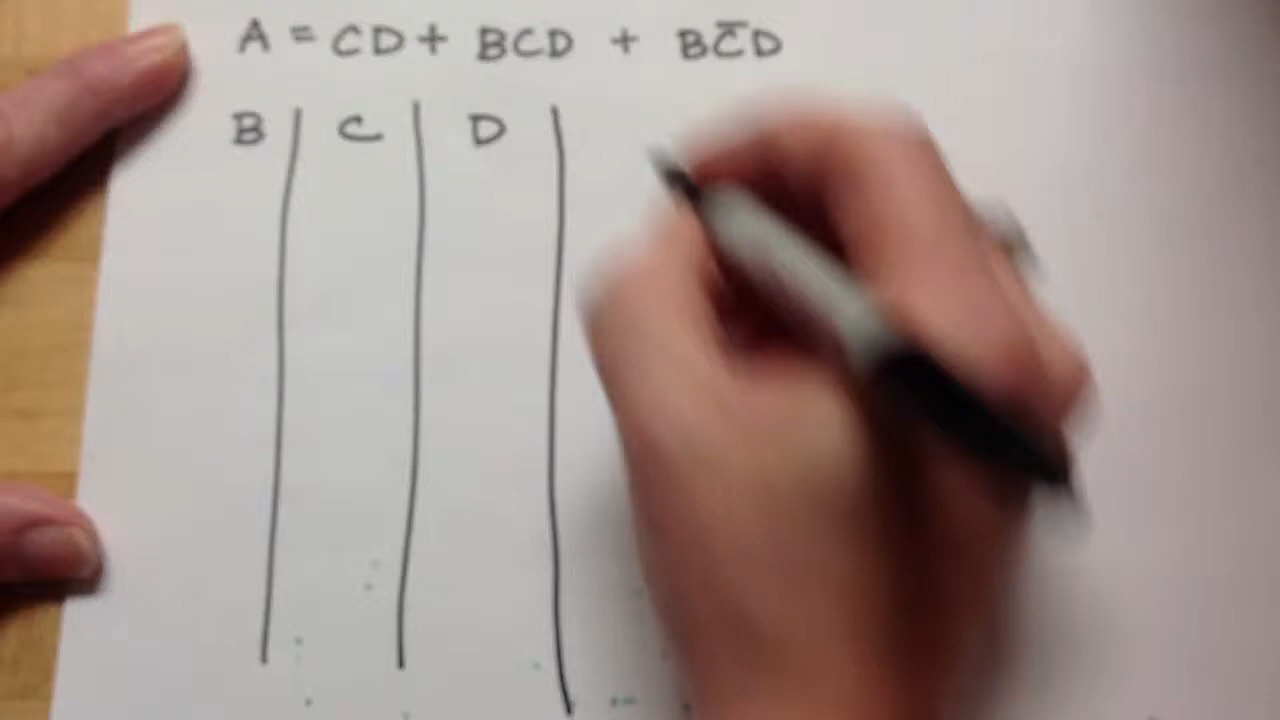 A = CD + BCD + BC̅D
B C D